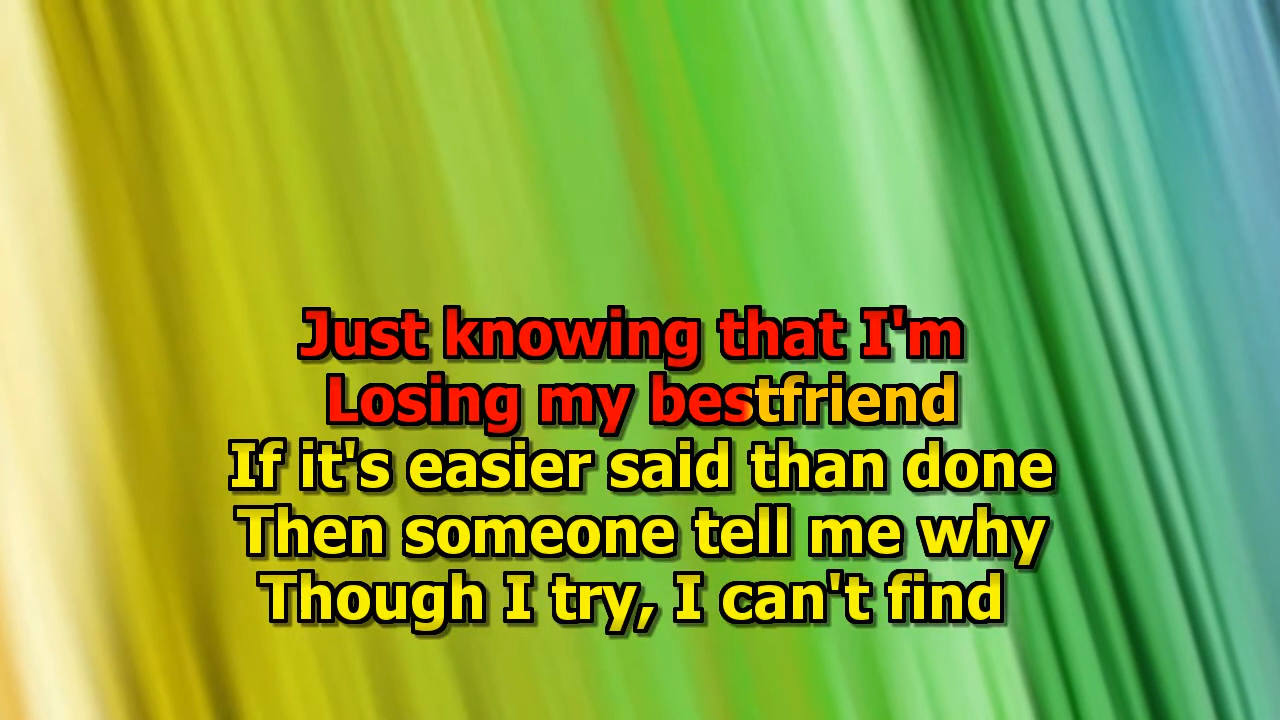 Just knowing that I'm
Losing my bestfriend
If it's easier said than done
Then someone tell me why
Though I try, I can't find